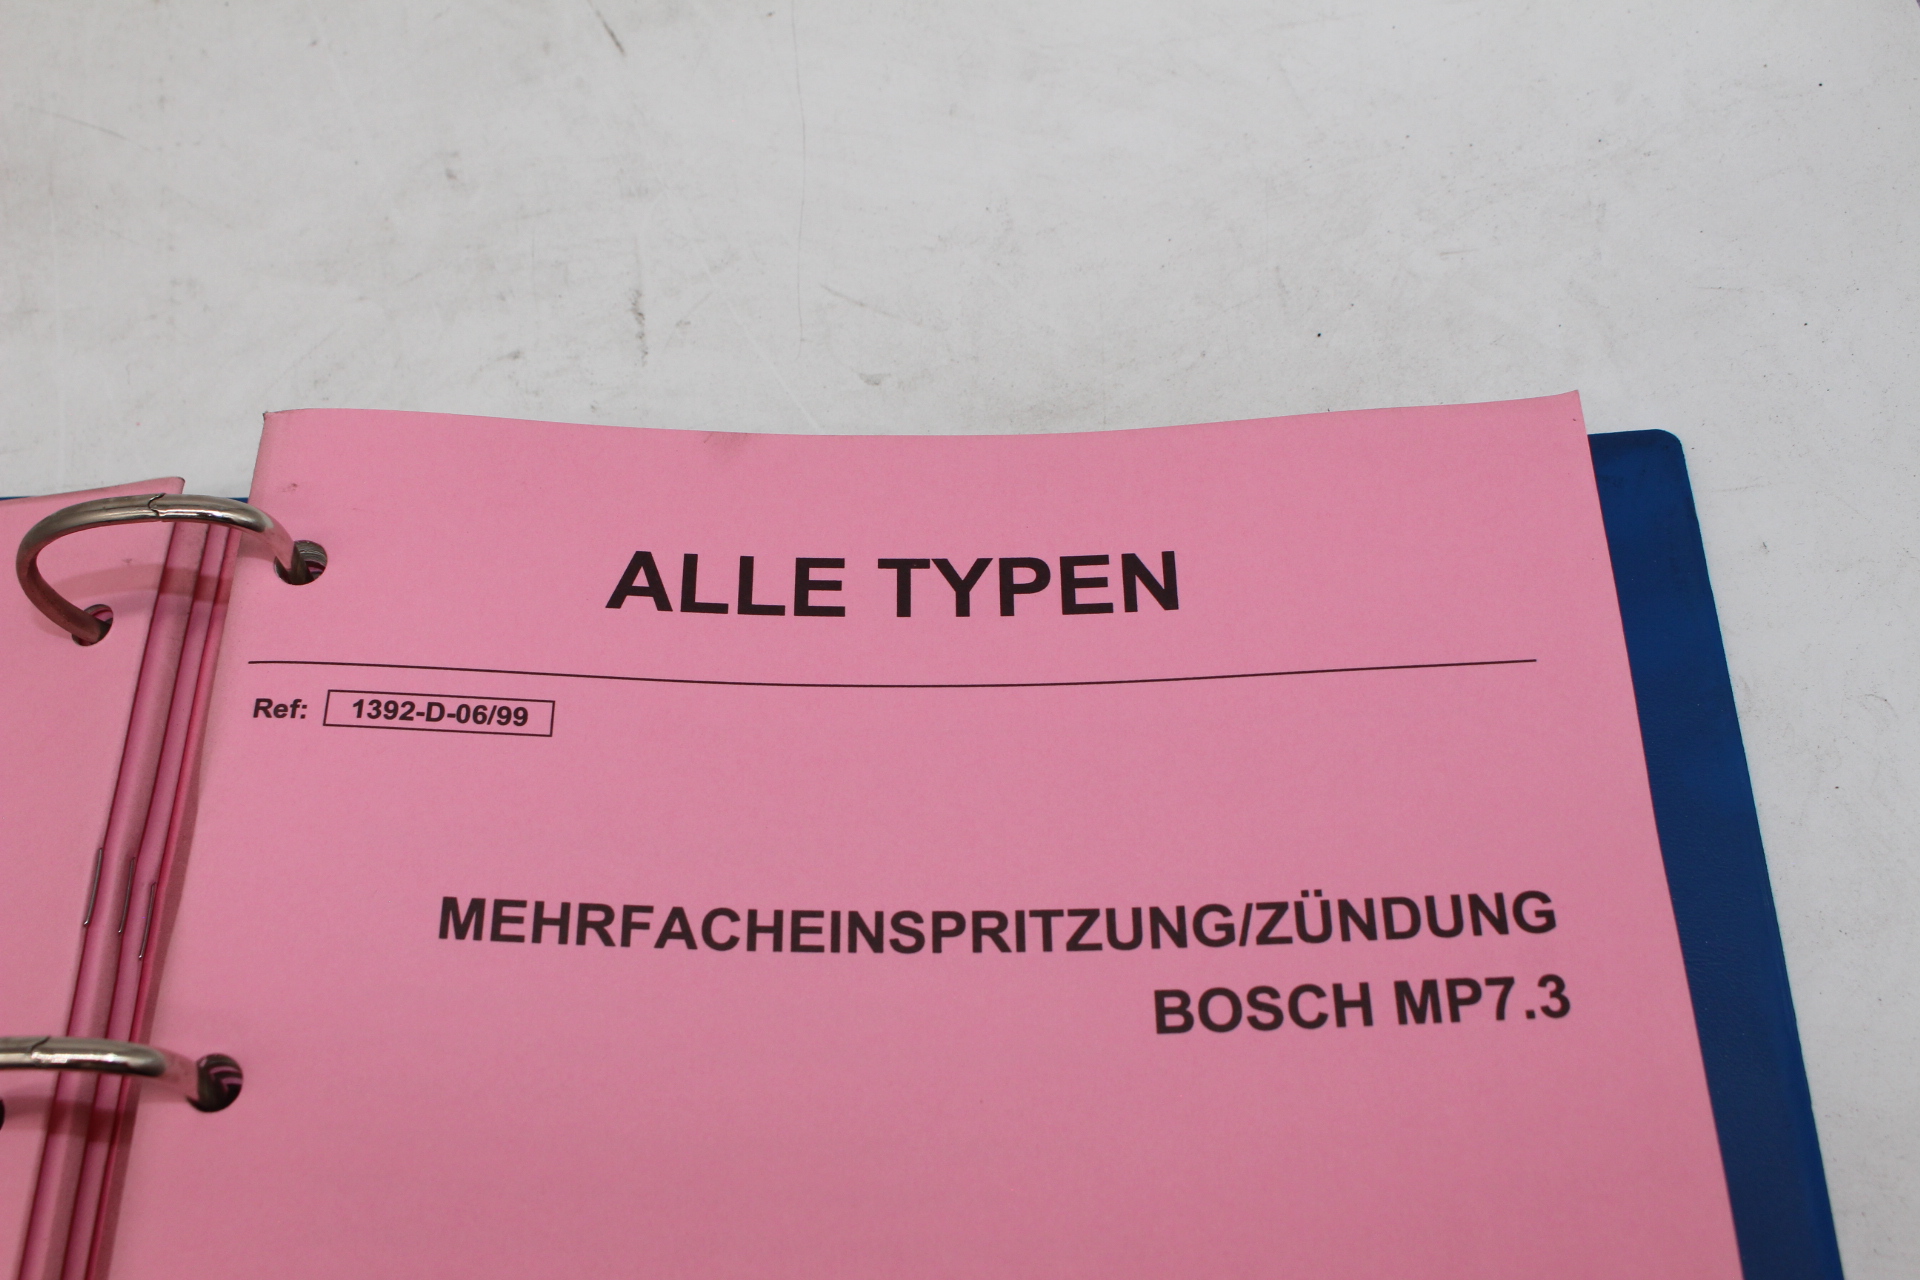 ALLE TYPEN
Ref: 1392-D-06/99
MEHRFACHEINSPRITZUNG/ZÜNDUNG
BOSCH MP7.3